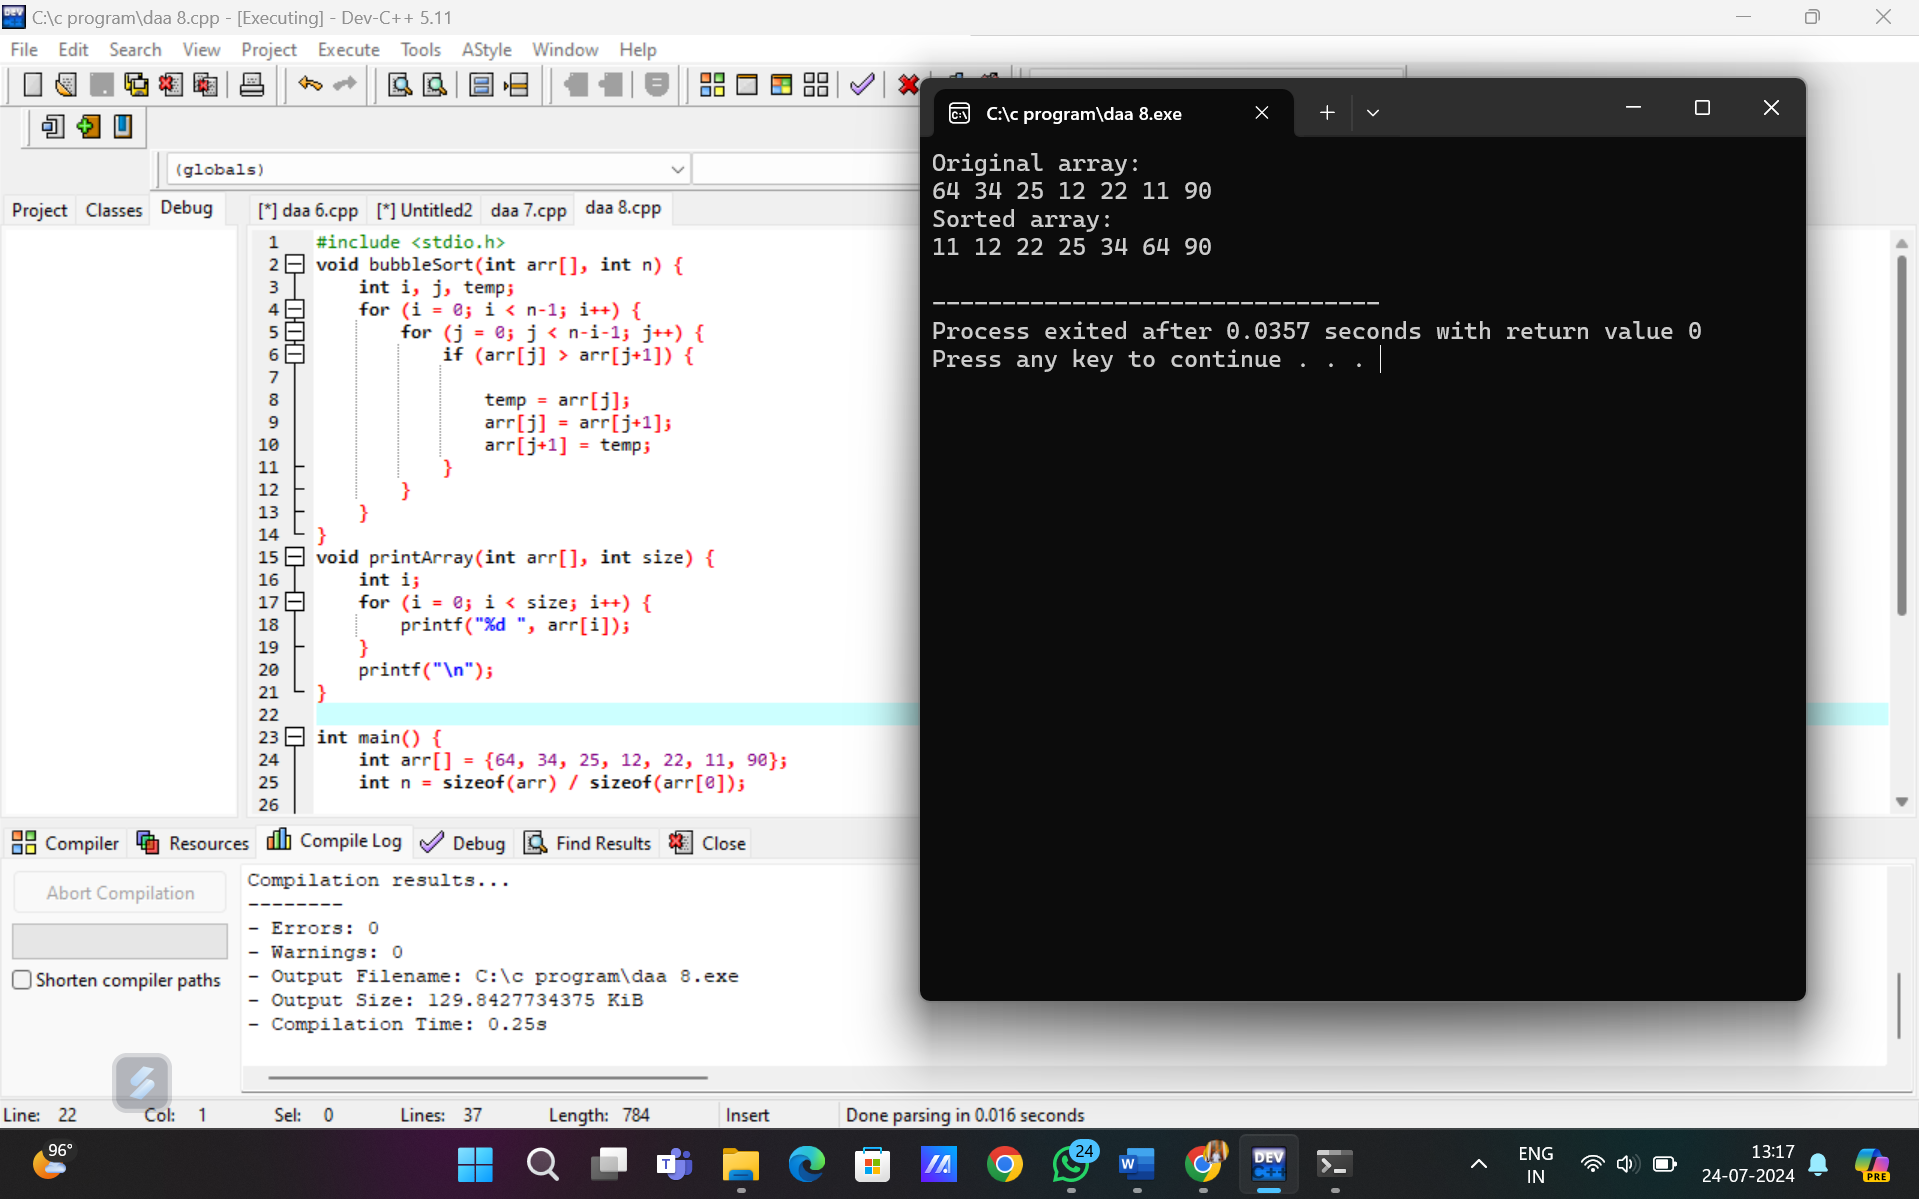 C:\c program\daa 8.cpp - [Executing] - Dev-C++ 5.11
File Edit Search View Project Execute Tools AStyle Window Help
(globals)
Project Classes Debug
[*] daa 6.cpp [*] Untitled2 daa 7.cpp daa 8.cpp
1 #include <stdio.h>
2 void bubbleSort(int arr[], int n) {
3     int i, j, temp;
4     for (i = 0; i < n-1; i++) {
5         for (j = 0; j < n-i-1; j++) {
6             if (arr[j] > arr[j+1]) {
7
8                 temp = arr[j];
9                 arr[j] = arr[j+1];
10                 arr[j+1] = temp;
11             }
12         }
13     }
14 }
15 void printArray(int arr[], int size) {
16     int i;
17     for (i = 0; i < size; i++) {
18         printf("%d ", arr[i]);
19     }
20     printf("\n");
21 }
22
23 int main() {
24     int arr[] = {64, 34, 25, 12, 22, 11, 90};
25     int n = sizeof(arr) / sizeof(arr[0]);
26
C:\c program\daa 8.exe
Original array:
64 34 25 12 22 11 90
Sorted array:
11 12 22 25 34 64 90
--------------------------------
Process exited after 0.0357 seconds with return value 0
Press any key to continue . . .
Compiler Resources Compile Log Debug Find Results Close
Abort Compilation
Shorten compiler paths
Compilation results...
--------
- Errors: 0
- Warnings: 0
- Output Filename: C:\c program\daa 8.exe
- Output Size: 129.8427734375 KiB
- Compilation Time: 0.25s
Line: 22 Col: 1 Sel: 0 Lines: 37 Length: 784 Insert Done parsing in 0.016 seconds
96°
24
DEV C++
ENG
IN
13:17
24-07-2024
PRE